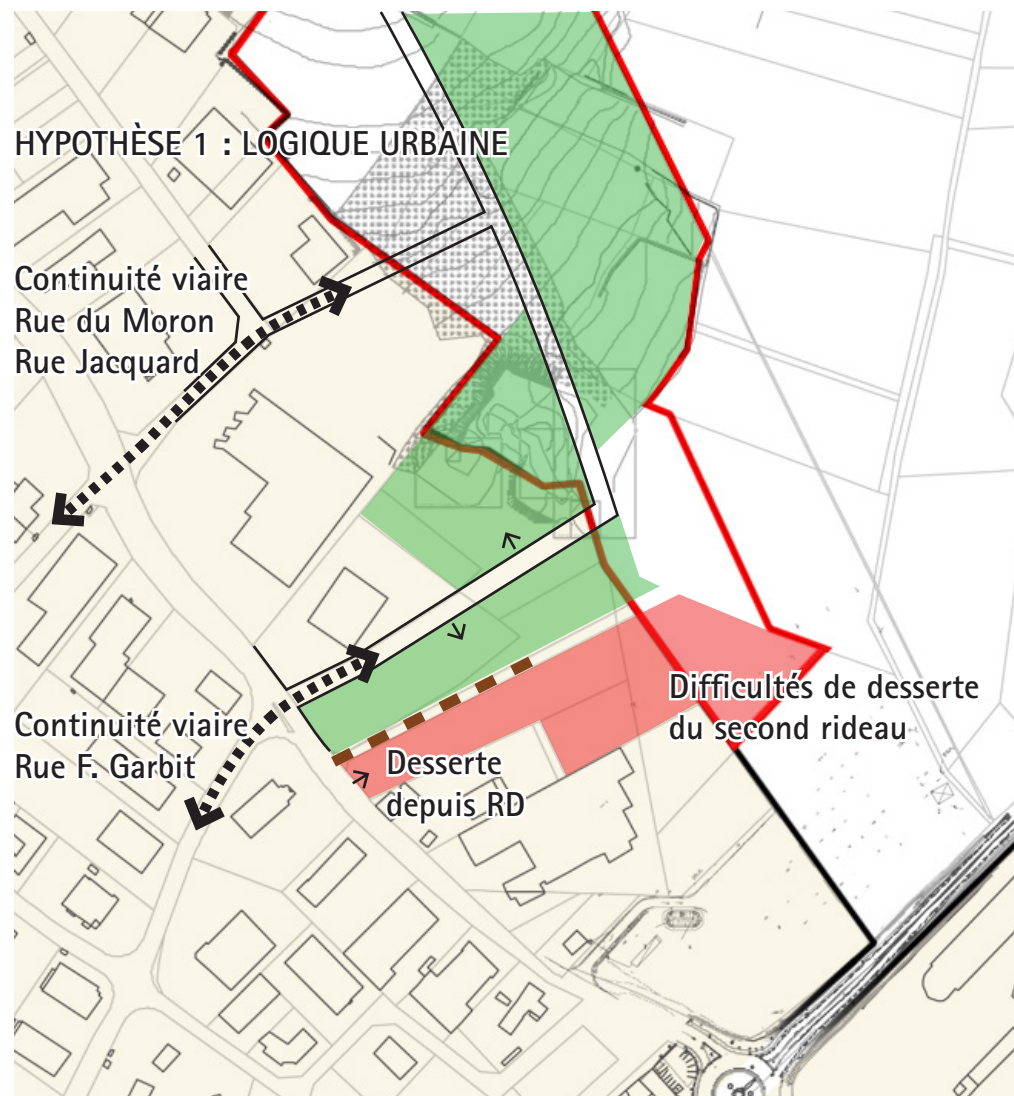 HYPOTHÈSE 1 : LOGIQUE URBAINE
Continuité viaire
Rue du Moron
Rue Jacquard
Continuité viaire
Rue F. Garbit
Desserte
depuis RD
Difficultés de desserte
du second rideau